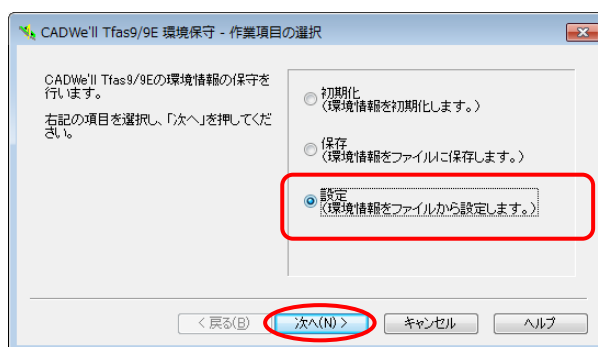 CADWe'll Tfas9/9E 環境保守 - 作業項目の選択
CADWe'll Tfas9/9Eの環境情報の保守を
行います。
右記の項目を選択し、「次へ」を押してくだ
さい。
初期化
(環境情報を初期化します。)
保存
(環境情報をファイルに保存します。)
設定
(環境情報をファイルから設定します。)
< 戻る(B)
次へ(N) >
キャンセル
ヘルプ